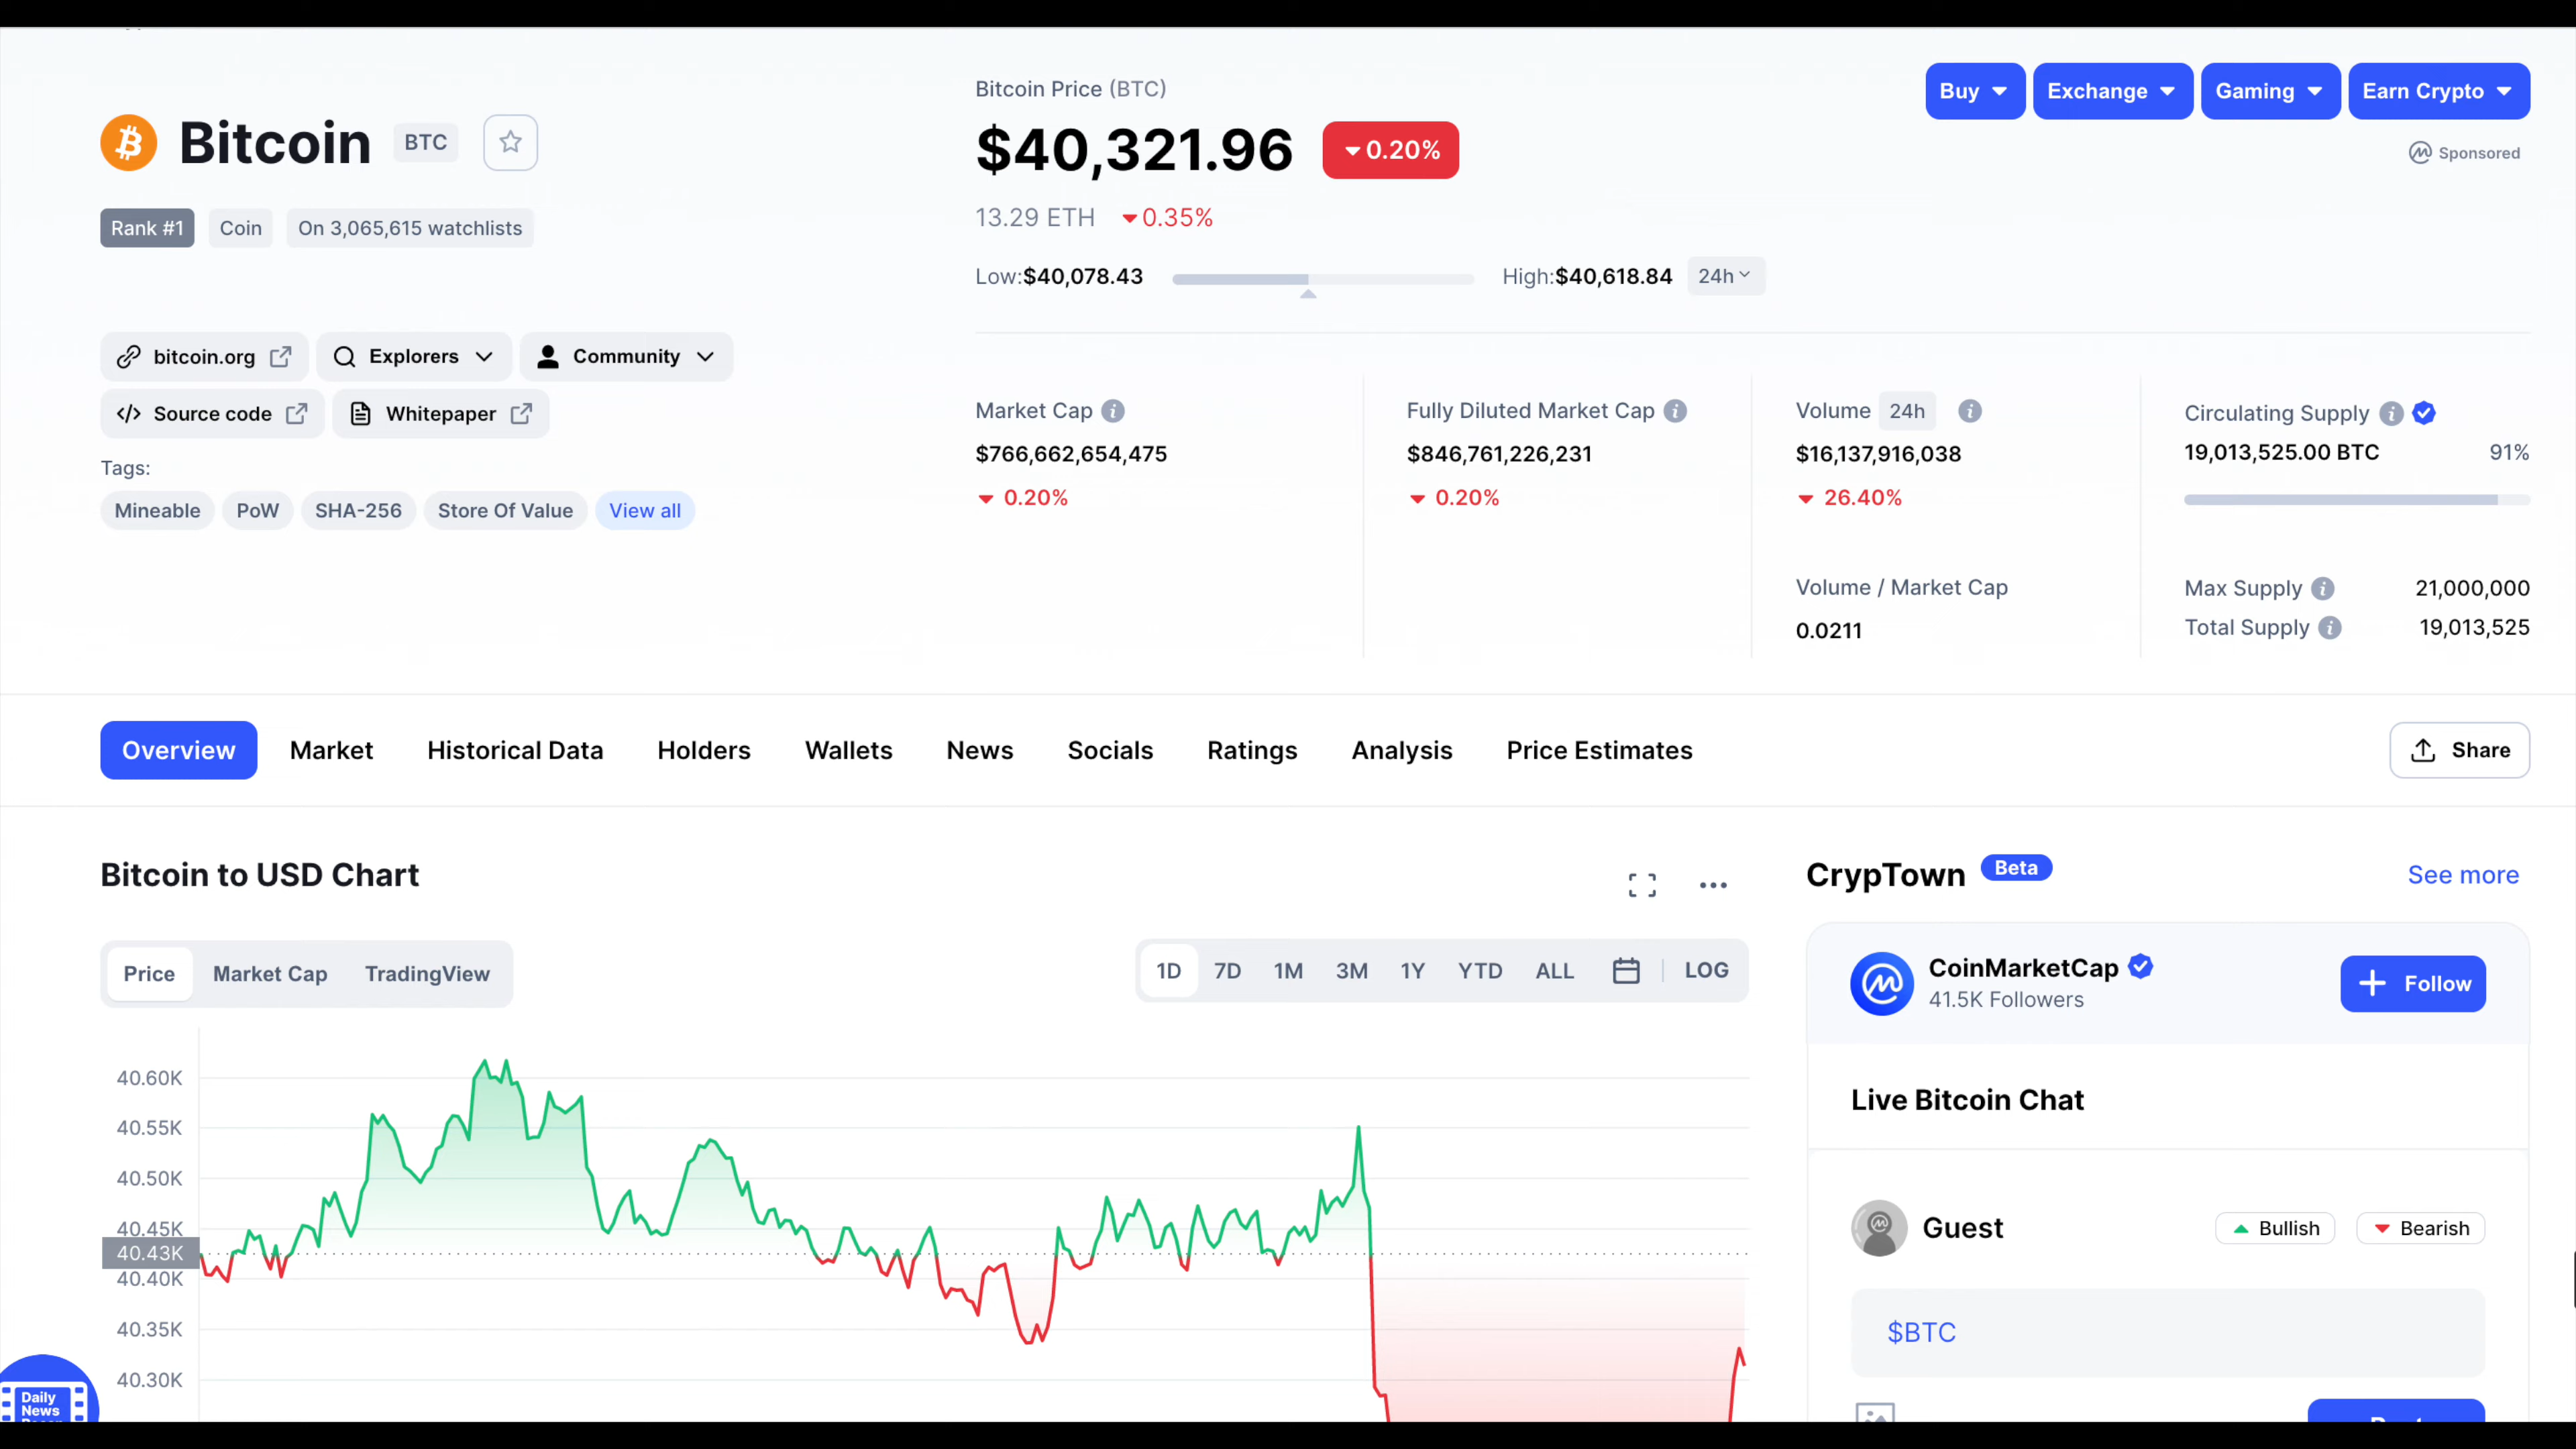 Bitcoin Price (BTC)
Buy Exchange Gaming Earn Crypto
Bitcoin BTC
$40,321.96 0.20%
Sponsored
Rank #1 Coin On 3,065,615 watchlists
13.29 ETH 0.35%
Low:$40,078.43 High:$40,618.84 24h
bitcoin.org Explorers Community
Source code Whitepaper
Tags:
Mineable PoW SHA-256 Store Of Value View all
Market Cap
$766,662,654,475
0.20%
Fully Diluted Market Cap
$846,761,226,231
0.20%
Volume 24h
$16,137,916,038
26.40%
Volume / Market Cap
0.0211
Circulating Supply
19,013,525.00 BTC 91%
Max Supply 21,000,000
Total Supply 19,013,525
Overview Market Historical Data Holders Wallets News Socials Ratings Analysis Price Estimates Share
Bitcoin to USD Chart
Price Market Cap TradingView
1D 7D 1M 3M 1Y YTD ALL LOG
40.60K
40.55K
40.50K
40.45K
40.43K
40.40K
40.35K
40.30K
Daily
News
CrypTown Beta See more
CoinMarketCap
41.5K Followers
Follow
Live Bitcoin Chat
Guest Bullish Bearish
$BTC